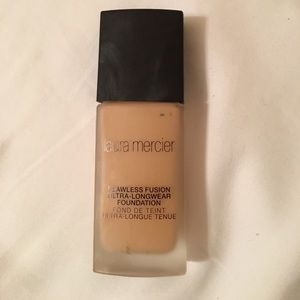 laura mercier
FLAWLESS FUSION
ULTRA-LONGWEAR
FOUNDATION
FOND DE TEINT
ULTRA-LONGUE TENUE